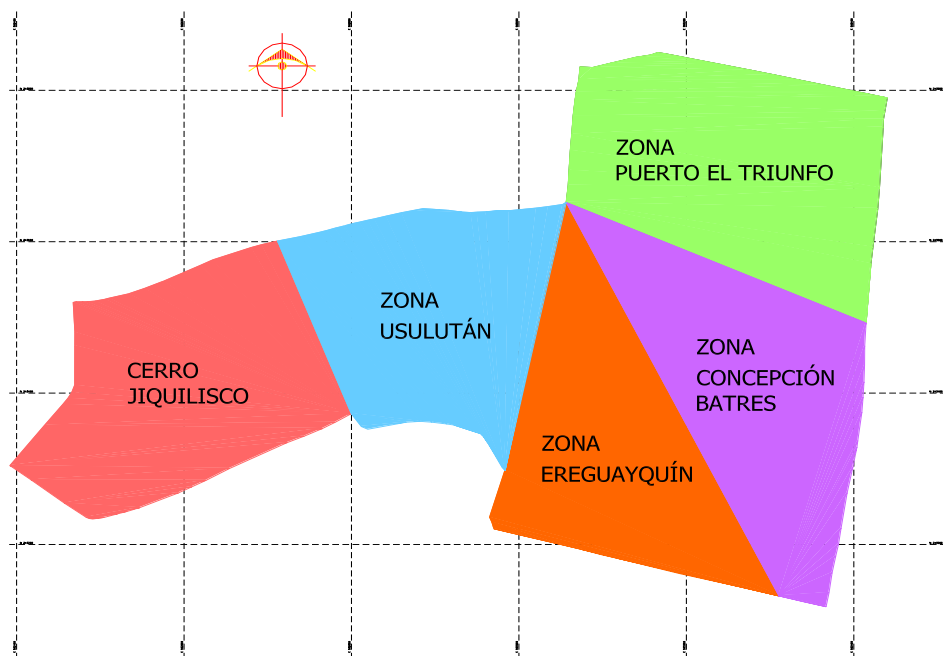 ZONA
PUERTO EL TRIUNFO
ZONA
USULUTÁN
ZONA
CONCEPCIÓN
BATRES
CERRO
JIQUILISCO
ZONA
EREGUAYQUÍN